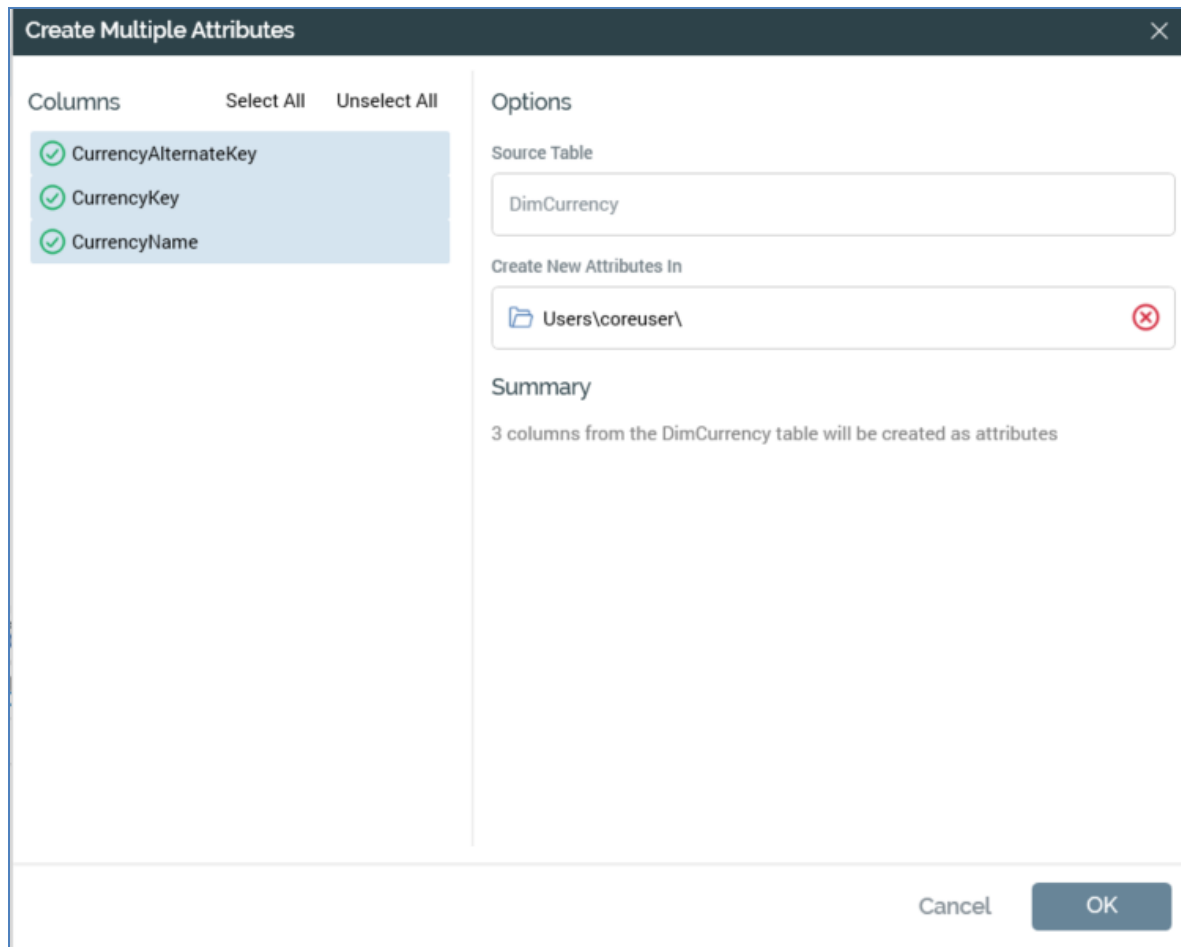 Create Multiple Attributes
Columns Select All Unselect All
CurrencyAlternateKey
CurrencyKey
CurrencyName
Options
Source Table
DimCurrency
Create New Attributes In
Users\coreuser\
Summary
3 columns from the DimCurrency table will be created as attributes
Cancel OK